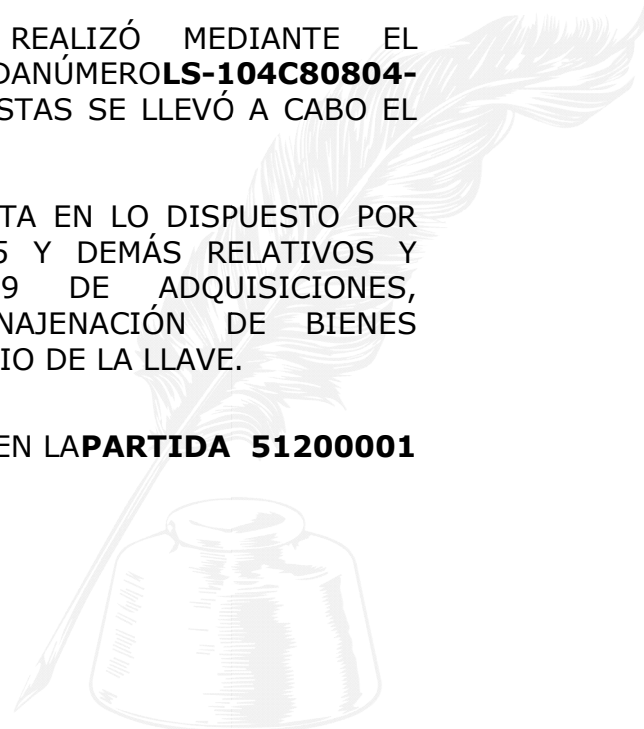 REALIZÓ MEDIANTE EL
DANÚMEROLS-104C80804-
STAS SE LLEVÓ A CABO EL
TA EN LO DISPUESTO POR
5 Y DEMÁS RELATIVOS Y
9 DE ADQUISICIONES,
NAJENACIÓN DE BIENES
IO DE LA LLAVE.
EN LAPARTIDA 51200001